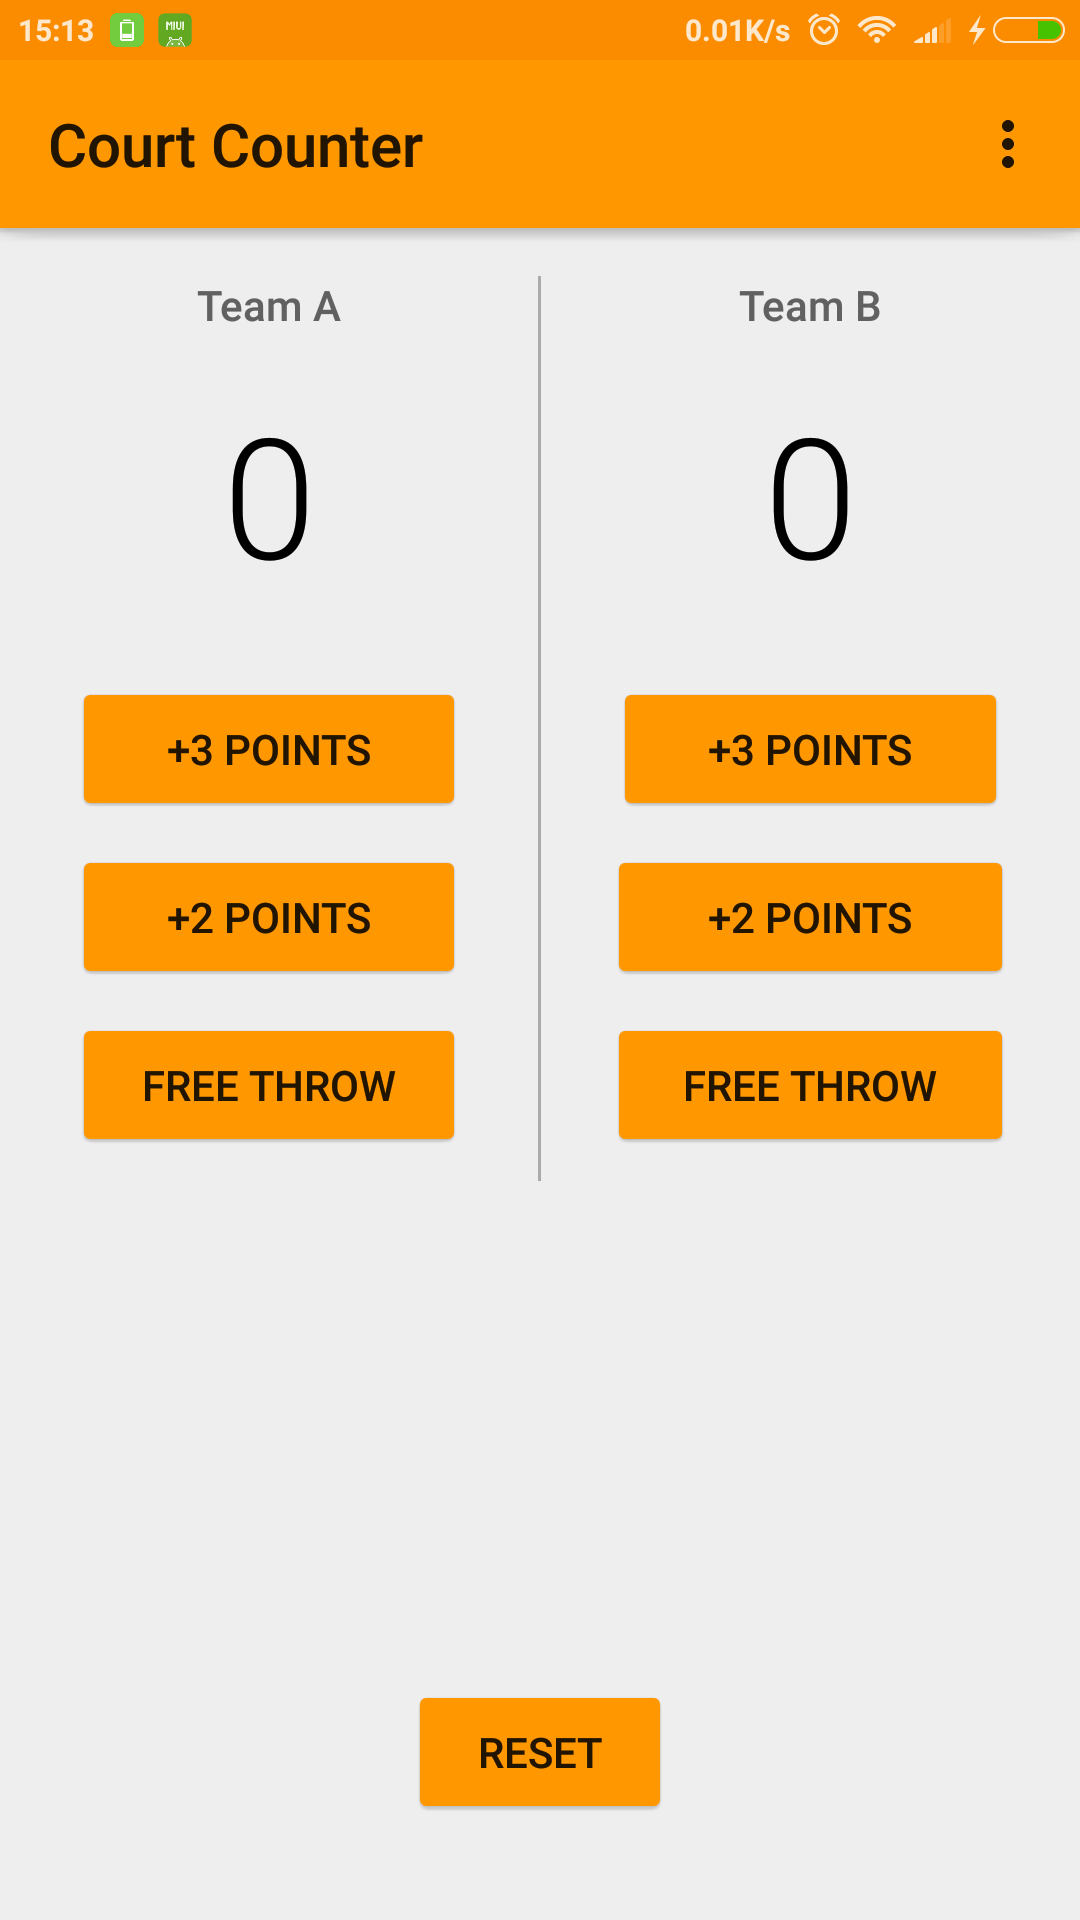 15:13 MIUI 0.01K/s
Court Counter
Team A
0
+3 POINTS
+2 POINTS
FREE THROW
Team B
0
+3 POINTS
+2 POINTS
FREE THROW
RESET